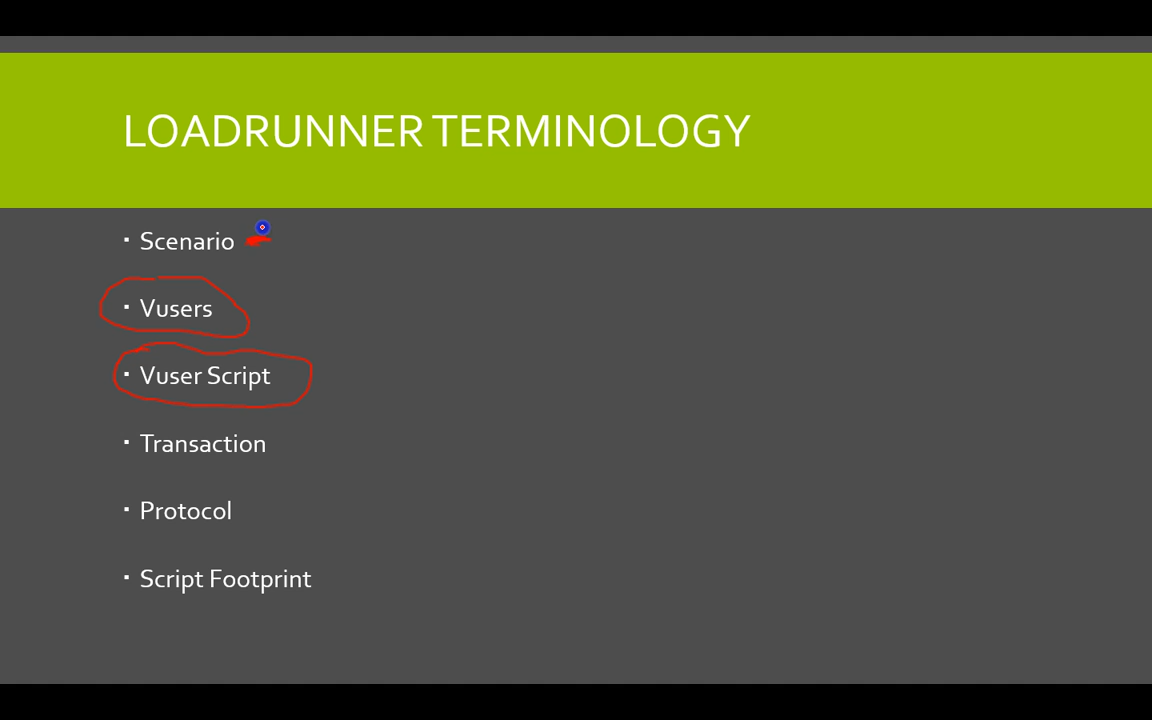 LOADRUNNER TERMINOLOGY
▪ Scenario
▪ Vusers
▪ Vuser Script
▪ Transaction
▪ Protocol
▪ Script Footprint